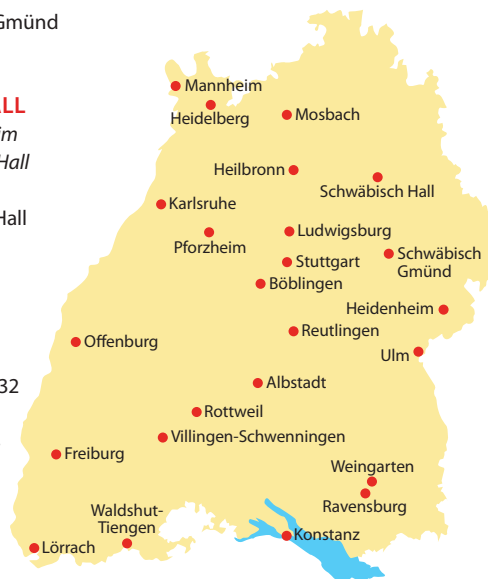 Gmünd
ALL
im
Hall
Hall
32
Mannheim
Heidelberg
Mosbach
Heilbronn
Schwäbisch Hall
Karlsruhe
Pforzheim
Ludwigsburg
Schwäbisch
Gmünd
Stuttgart
Böblingen
Heidenheim
Reutlingen
Offenburg
Ulm
Albstadt
Rottweil
Villingen-Schwenningen
Freiburg
Weingarten
Ravensburg
Waldshut-
Tiengen
Konstanz
Lörrach